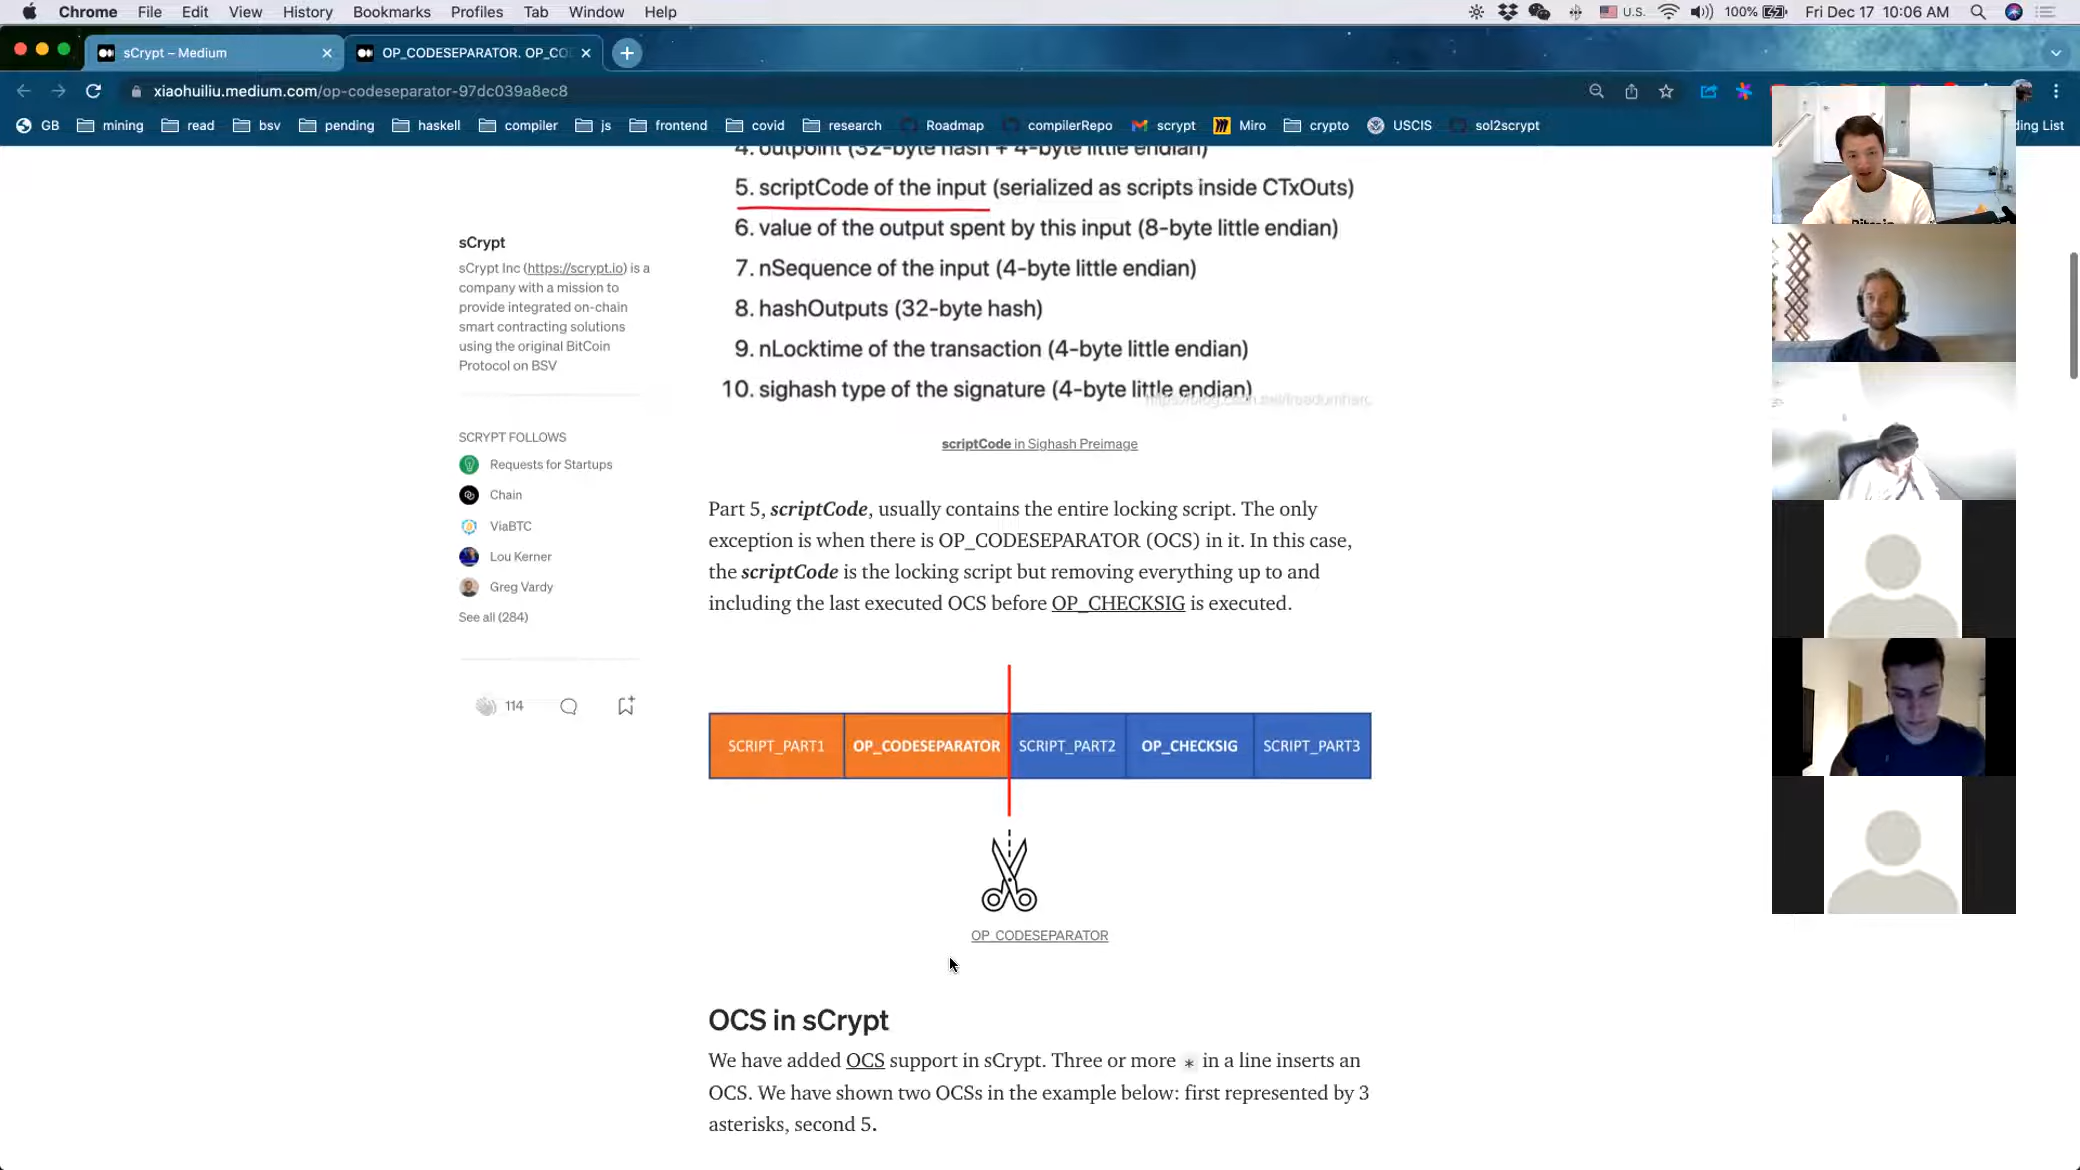 Chrome File Edit View History Bookmarks Profiles Tab Window Help U.S. 100% Fri Dec 17 10:06 AM
sCrypt – Medium OP_CODESEPARATOR. OP_CO
xiaohuiliu.medium.com/op-codeseparator-97dc039a8ec8
GB mining read bsv pending haskell compiler js frontend covid research Roadmap compilerRepo scrypt Miro crypto USCIS sol2scrypt ding List
4. outpoint (32-byte hash + 4-byte little endian)
5. scriptCode of the input (serialized as scripts inside CTxOuts)
6. value of the output spent by this input (8-byte little endian)
7. nSequence of the input (4-byte little endian)
8. hashOutputs (32-byte hash)
9. nLocktime of the transaction (4-byte little endian)
10. sighash type of the signature (4-byte little endian)
scriptCode in Sighash Preimage
sCrypt
sCrypt Inc (https://scrypt.io) is a
company with a mission to
provide integrated on-chain
smart contracting solutions
using the original BitCoin
Protocol on BSV
SCRYPT FOLLOWS
Requests for Startups
Chain
ViaBTC
Lou Kerner
Greg Vardy
See all (284)
114
Part 5, scriptCode, usually contains the entire locking script. The only
exception is when there is OP_CODESEPARATOR (OCS) in it. In this case,
the scriptCode is the locking script but removing everything up to and
including the last executed OCS before OP_CHECKSIG is executed.
SCRIPT_PART1 OP_CODESEPARATOR SCRIPT_PART2 OP_CHECKSIG SCRIPT_PART3
OP_CODESEPARATOR
OCS in sCrypt
We have added OCS support in sCrypt. Three or more * in a line inserts an
OCS. We have shown two OCSs in the example below: first represented by 3
asterisks, second 5.